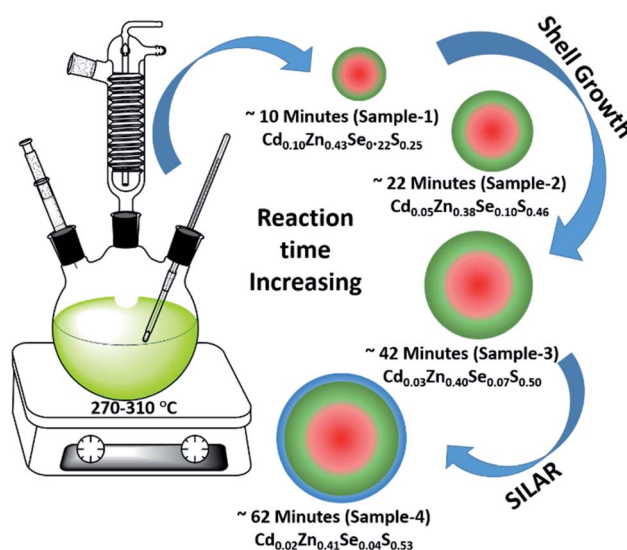 ~ 10 Minutes (Sample-1)
Cd₀.₁₀Zn₀.₄₃Se₀.₂₂S₀.₂₅
Shell Growth
~ 22 Minutes (Sample-2)
Cd₀.₀₅Zn₀.₃₈Se₀.₁₀S₀.₄₆
Reaction
time
Increasing
~ 42 Minutes (Sample-3)
Cd₀.₀₃Zn₀.₄₀Se₀.₀₇S₀.₅₀
270-310 °C
SILAR
~ 62 Minutes (Sample-4)
Cd₀.₀₂Zn₀.₄₁Se₀.₀₄S₀.₅₃